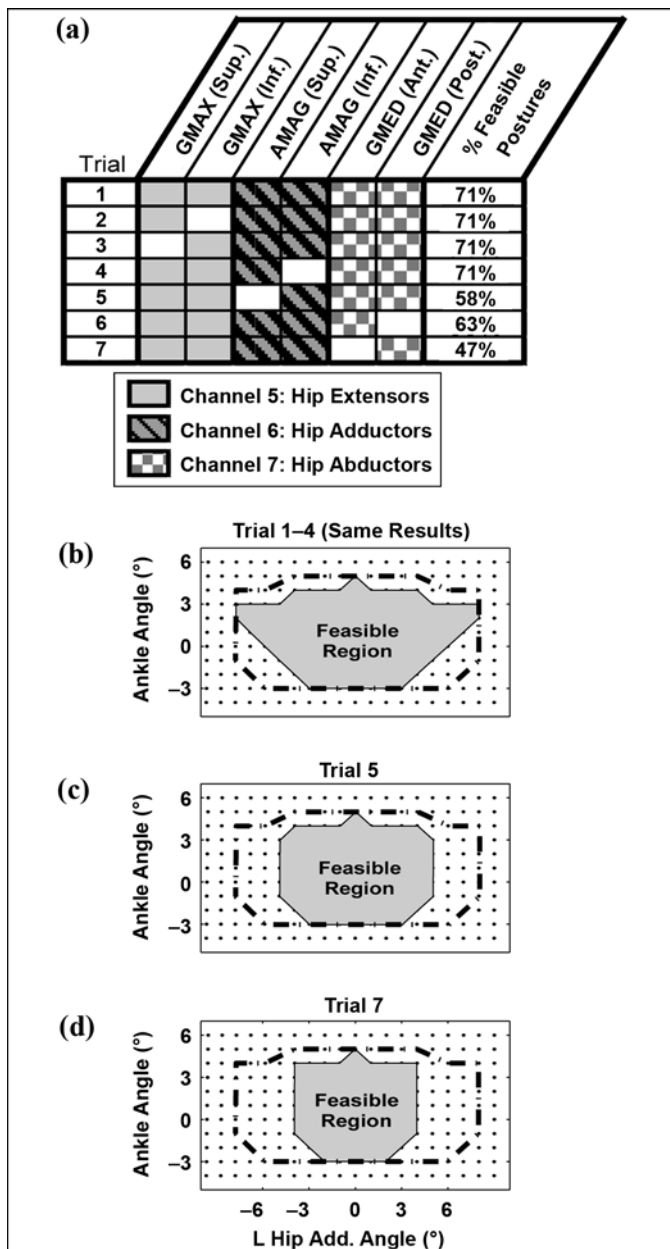 (a)
GMAX (Sup.)
GMAX (Inf.)
AMAG (Sup.)
AMAG (Inf.)
GMED (Ant.)
GMED (Post.)
% Feasible
Postures
Trial
1 71%
2 71%
3 71%
4 71%
5 58%
6 63%
7 47%
Channel 5: Hip Extensors
Channel 6: Hip Adductors
Channel 7: Hip Abductors
(b)
Trial 1–4 (Same Results)
Ankle Angle (°)
6
3
0
–3
Feasible
Region
(c)
Trial 5
Ankle Angle (°)
6
3
0
–3
Feasible
Region
(d)
Trial 7
Ankle Angle (°)
6
3
0
–3
Feasible
Region
–6 –3 0 3 6
L Hip Add. Angle (°)